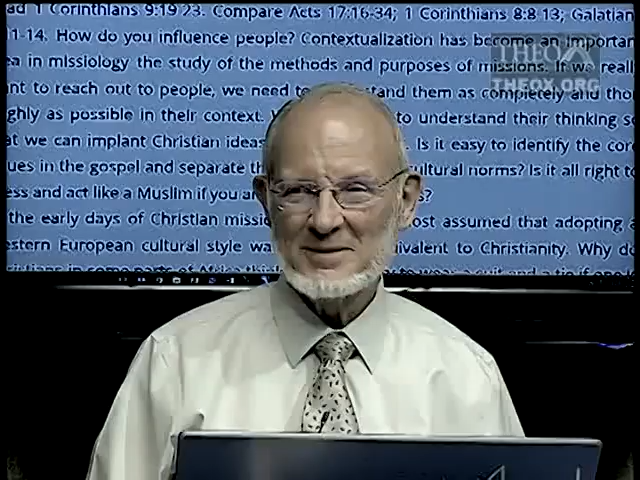 ad 1 Corinthians 9:19-23. Compare Acts 17:16-34; 1 Corinthians 8:8-13; Galatian
11-14. How do you influence people? Contextualization has become an importan
ea in missiology the study of the methods and purposes of missions. If we reall
ant to reach out to people, we need to stand them as completely and tho
ghly as possible in their context. to understand their thinking so
at we can implant Christian ideas Is it easy to identify the cor
ues in the gospel and separate th ultural norms? Is it all right to
ess and act like a Muslim if you a s?
the early days of Christian missio ost assumed that adopting a
estern European cultural style wa uivalent to Christianity. Why do
THEOX
THEOX.ORG